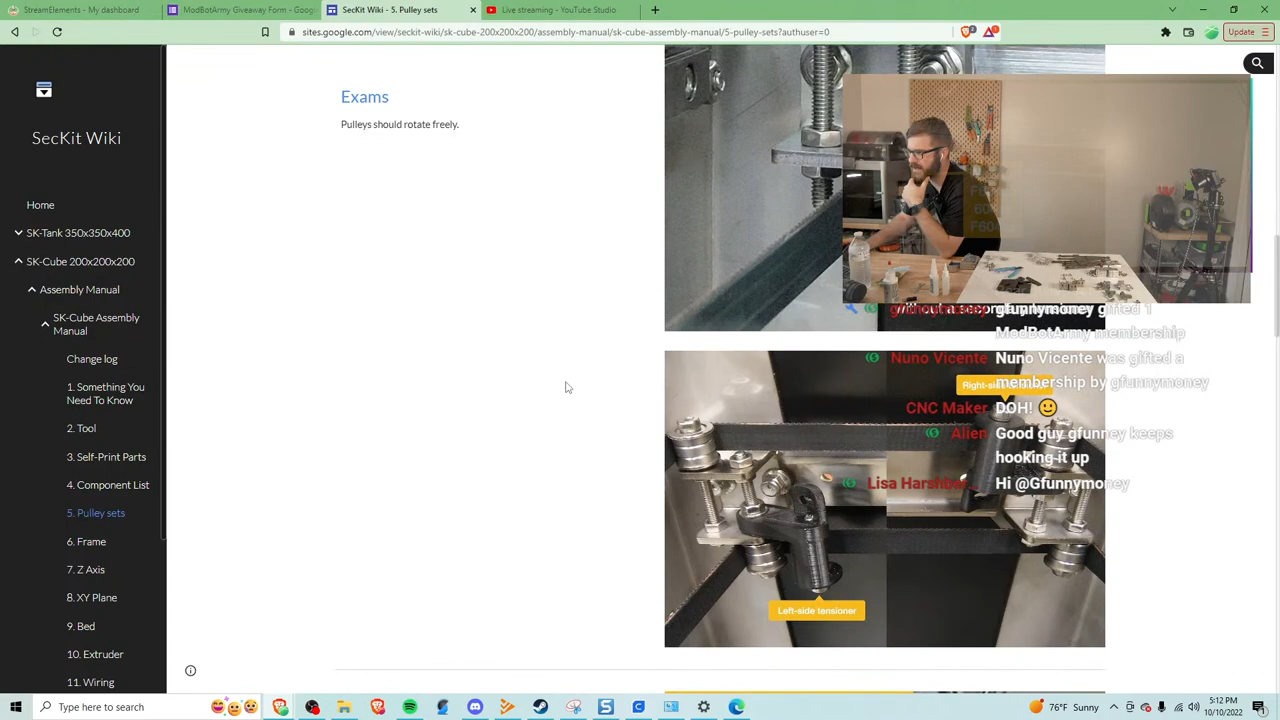 StreamElements - My dashboard
ModBotArmy Giveaway Form - Go
SecKit Wiki - 5. Pulley sets
Live streaming - YouTube Studio
sites.google.com/view/seckit-wiki/sk-cube-200x200x200/assembly-manual/sk-cube-assembly-manual/5-pulley-sets?authuser=0
Update
SecKit Wiki
Home
SK-Tank 350x350x400
SK-Cube 200x200x200
Assembly Manual
SK-Cube Assembly
Manual
Change log
1. Something You
Need To Know
2. Tool
3. Self-Print Parts
4. Component List
5. Pulley sets
6. Frame
7. Z Axis
8. XY Plane
9. Bed
10. Extruder
11. Wiring
Exams
Pulleys should rotate freely.
gfunnymoney gfunnymoney gifted 1
ModBotArmy membership
Nuno Vicente Nuno Vicente was gifted a
membership by gfunnymoney
CNC Maker DOH!
Alien Good guy gfunney keeps
hooking it up
Lisa Harshbar Hi @Gfunnymoney
Left-side tensioner
Type here to search
76°F Sunny
5:12 PM
10/10/2022